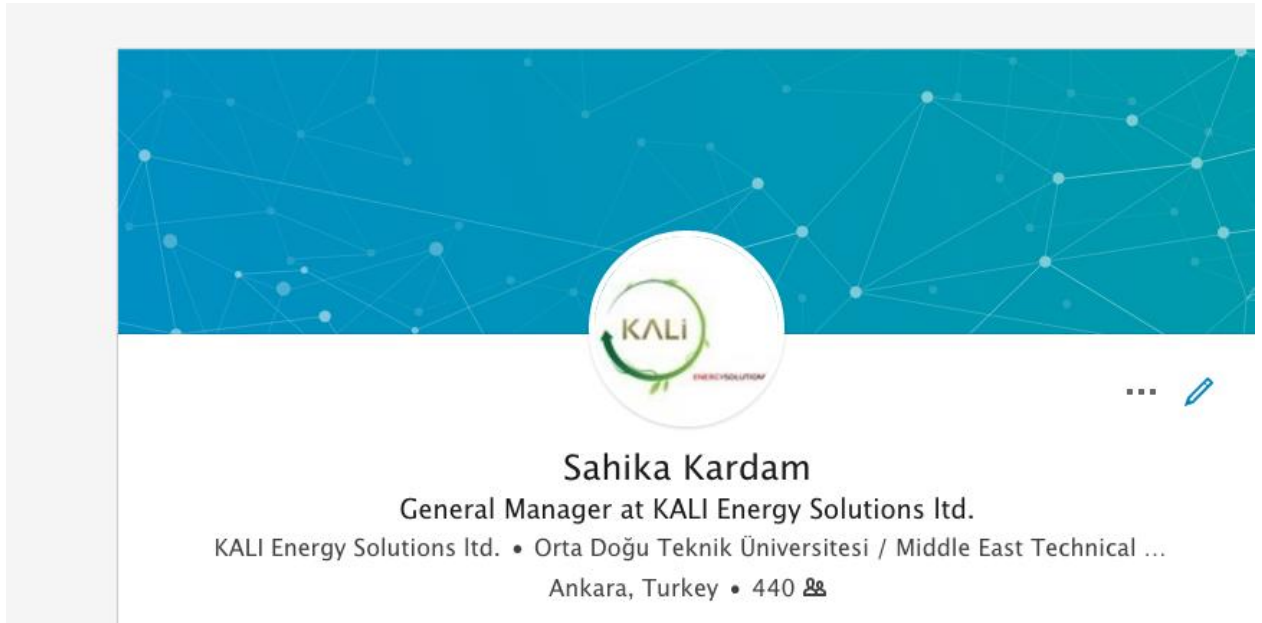 KALi
ENERGYSOLUTION
Sahika Kardam
General Manager at KALI Energy Solutions ltd.
KALI Energy Solutions ltd. • Orta Doğu Teknik Üniversitesi / Middle East Technical ...
Ankara, Turkey • 440